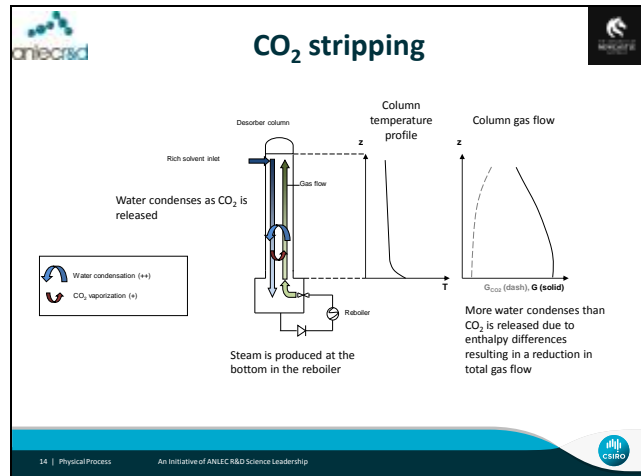 anlecr&d
CO2 stripping
Desorber column
Rich solvent inlet
Gas flow
Water condenses as CO2 is
released
Water condensation (++)
CO2 vaporization (+)
Reboiler
Steam is produced at the
bottom in the reboiler
Column
temperature
profile
z
T
Column gas flow
z
GCO2 (dash), G (solid)
More water condenses than
CO2 is released due to
enthalpy differences
resulting in a reduction in
total gas flow
14 | Physical Process An Initiative of ANLEC R&D Science Leadership
CSIRO